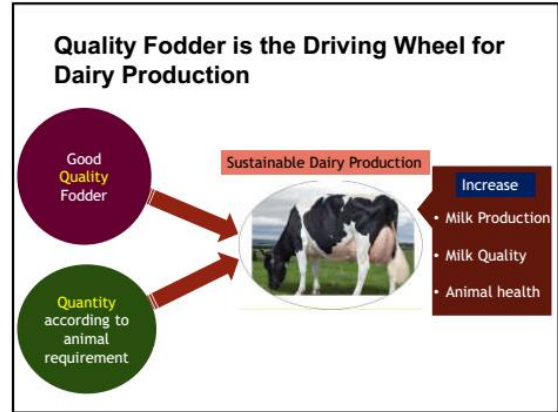 Quality Fodder is the Driving Wheel for
Dairy Production
Good
Quality
Fodder
Quantity
according to
animal
requirement
Sustainable Dairy Production
Increase
• Milk Production
• Milk Quality
• Animal health